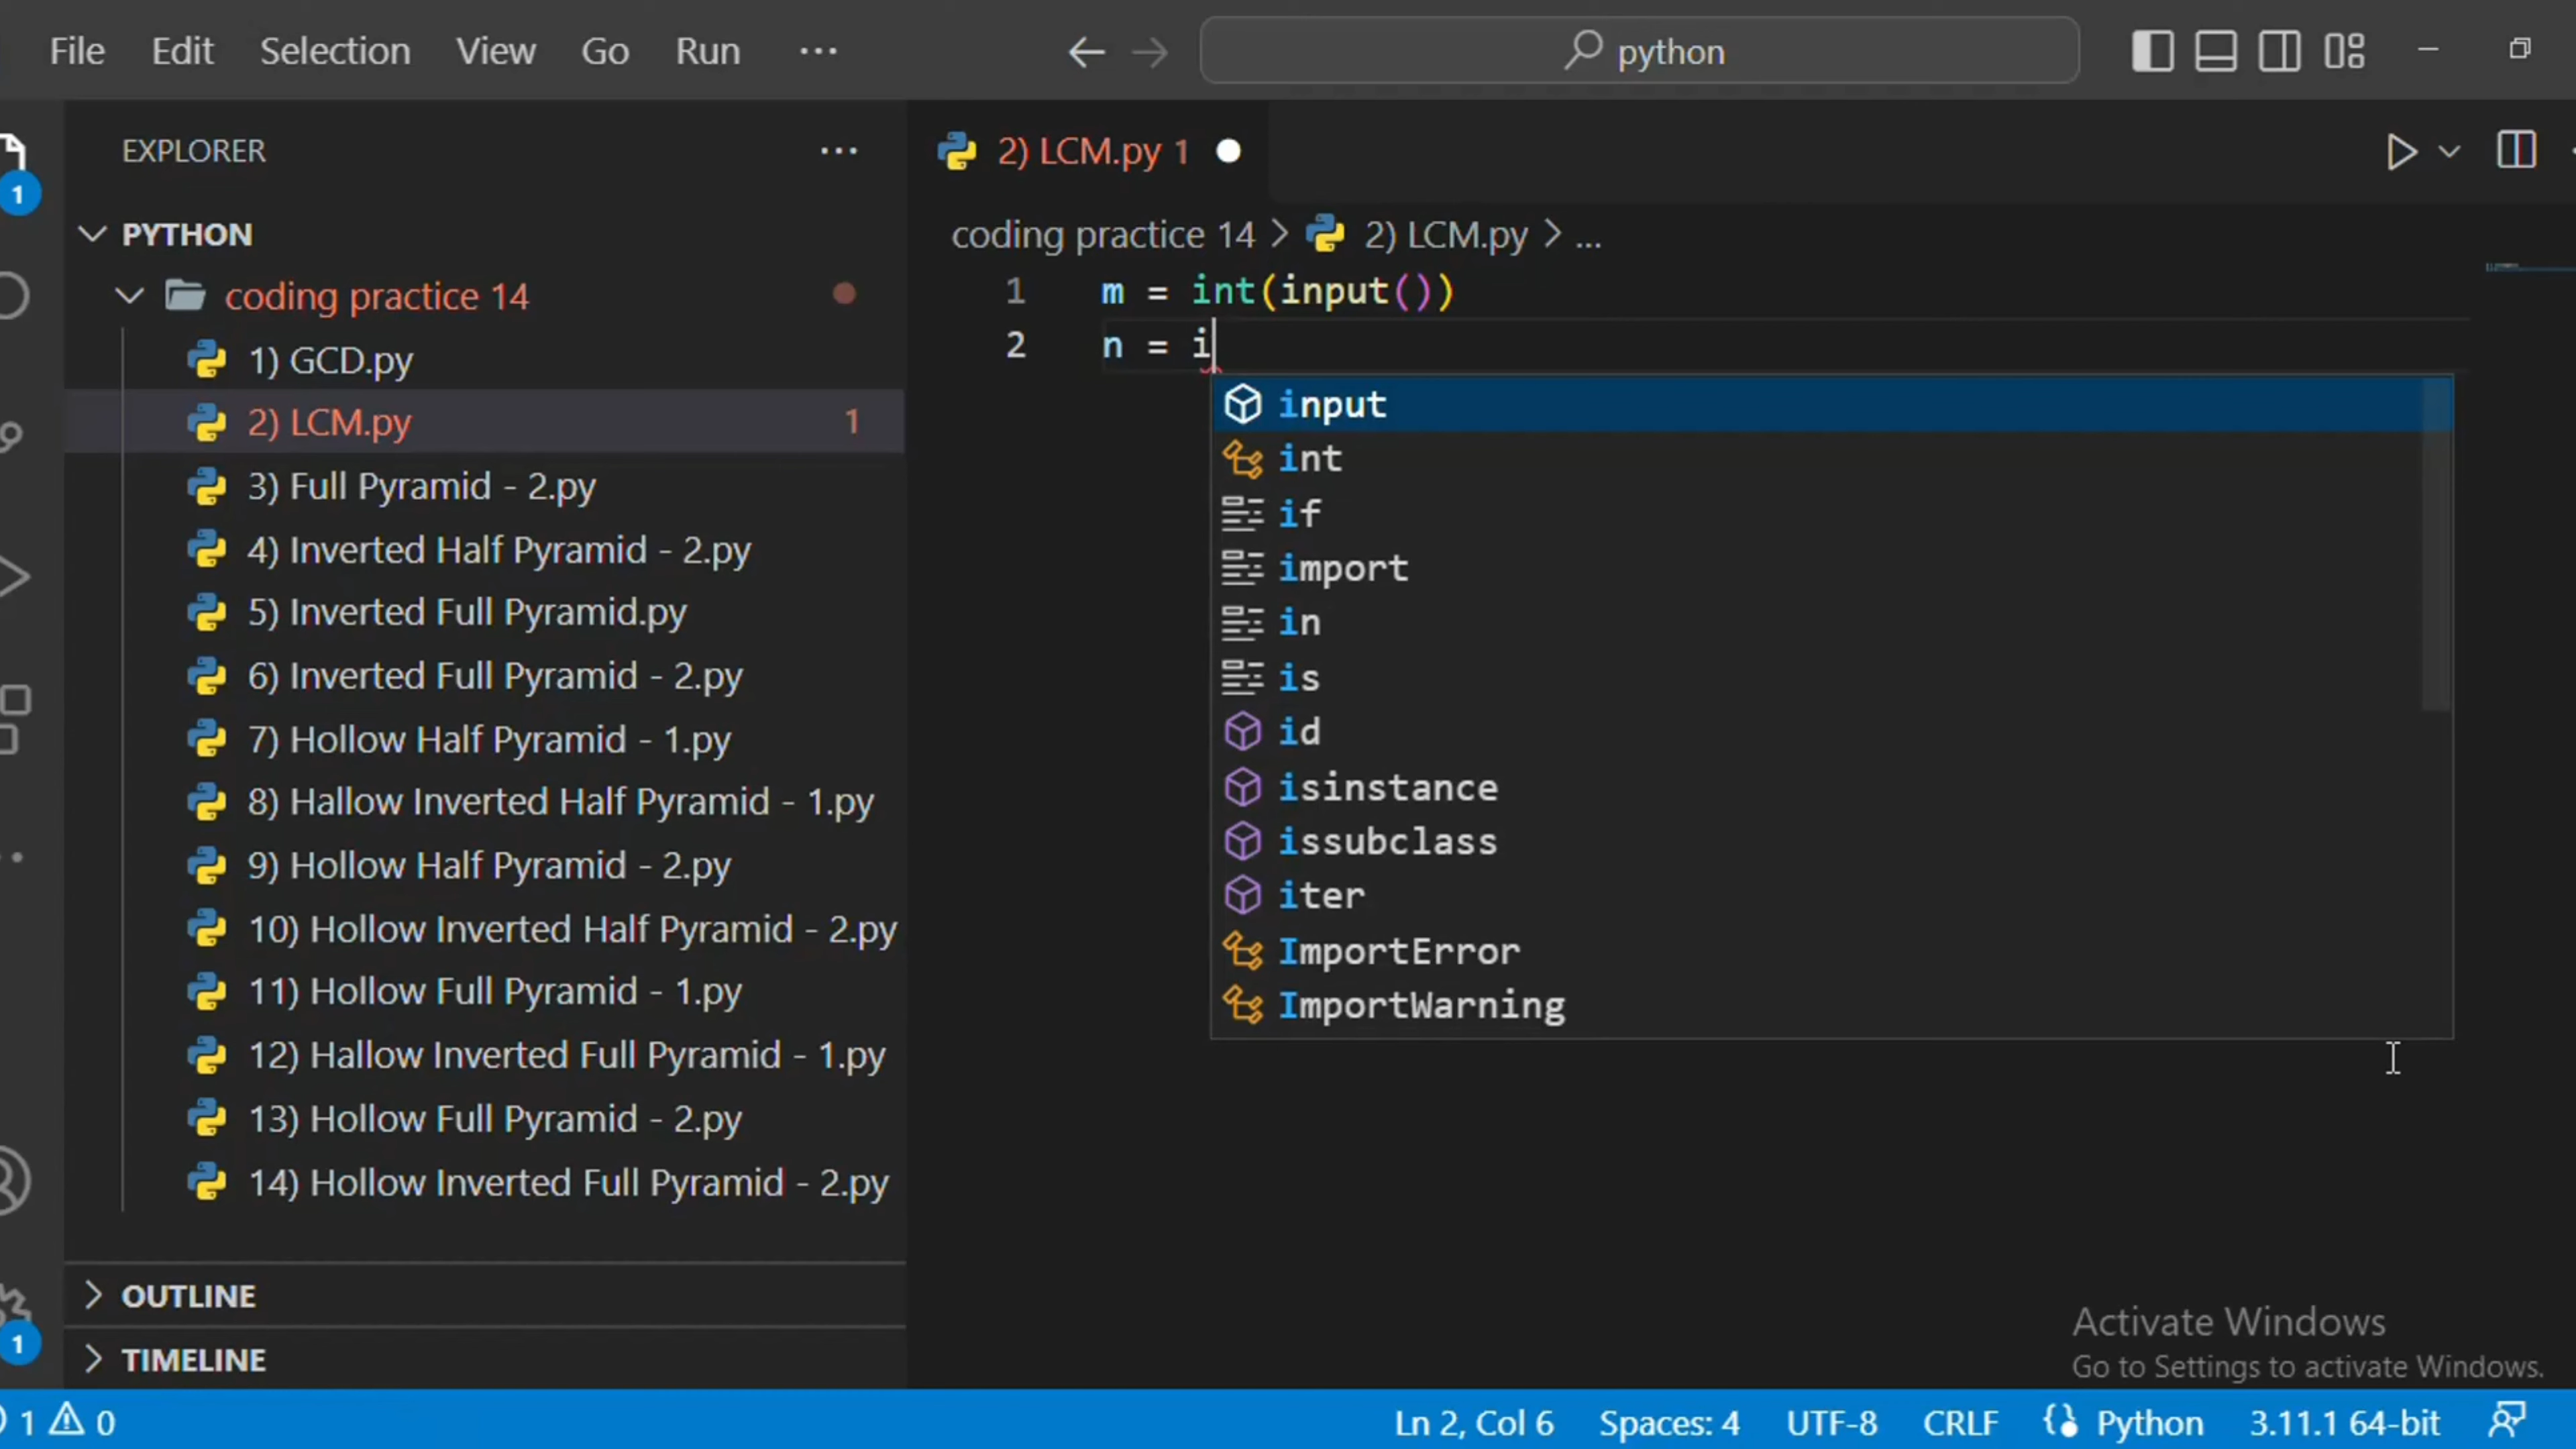 File Edit Selection View Go Run ...
python
EXPLORER
PYTHON
coding practice 14
1) GCD.py
2) LCM.py 1
3) Full Pyramid - 2.py
4) Inverted Half Pyramid - 2.py
5) Inverted Full Pyramid.py
6) Inverted Full Pyramid - 2.py
7) Hollow Half Pyramid - 1.py
8) Hallow Inverted Half Pyramid - 1.py
9) Hollow Half Pyramid - 2.py
10) Hollow Inverted Half Pyramid - 2.py
11) Hollow Full Pyramid - 1.py
12) Hallow Inverted Full Pyramid - 1.py
13) Hollow Full Pyramid - 2.py
14) Hollow Inverted Full Pyramid - 2.py
OUTLINE
TIMELINE
1
1
2) LCM.py 1
coding practice 14 > 2) LCM.py > ...
1 m = int(input())
2 n = i
input
int
if
import
in
is
id
isinstance
issubclass
iter
ImportError
ImportWarning
Activate Windows
Go to Settings to activate Windows.
1 0 Ln 2, Col 6 Spaces: 4 UTF-8 CRLF Python 3.11.1 64-bit